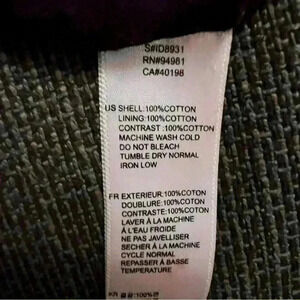 S#ID8931
RN#94981
CA#40198
US SHELL:100%COTTON
LINING:100%COTTON
CONTRAST:100%COTTON
MACHINE WASH COLD
DO NOT BLEACH
TUMBLE DRY NORMAL
IRON LOW
FR EXTERIEUR:100%COTON
DOUBLURE:100%COTON
CONTRASTE:100%COTON
LAVER À LA MACHINE
À L'EAU FROIDE
NE PAS JAVELLISER
SECHER À LA MACHINE
CYCLE NORMAL
REPASSER À BASSE
TEMPERATURE